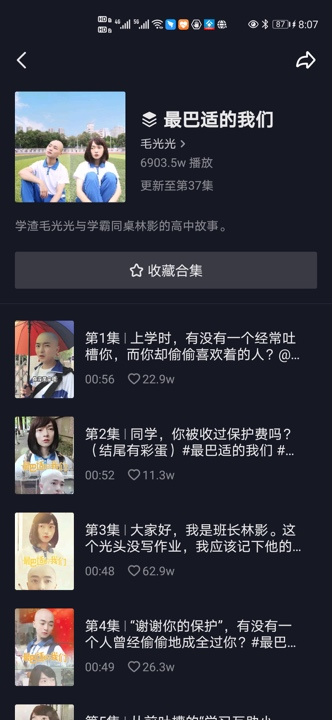 8:07
87
最巴适的我们
毛光光
6903.5w 播放
更新至第37集
学渣毛光光与学霸同桌林影的高中故事。
收藏合集
第1集 | 上学时，有没有一个经常吐
槽你，而你却偷偷喜欢着的人？@...
00:56 22.9w
第2集 | 同学，你被收过保护费吗？
（结尾有彩蛋）#最巴适的我们 #...
00:52 11.3w
第3集 | 大家好，我是班长林影。这
个光头没写作业，我应该记下他的...
00:48 62.9w
第4集 | “谢谢你的保护”，有没有一
个人曾经偷偷地成全过你？#最巴...
00:49 26.3w